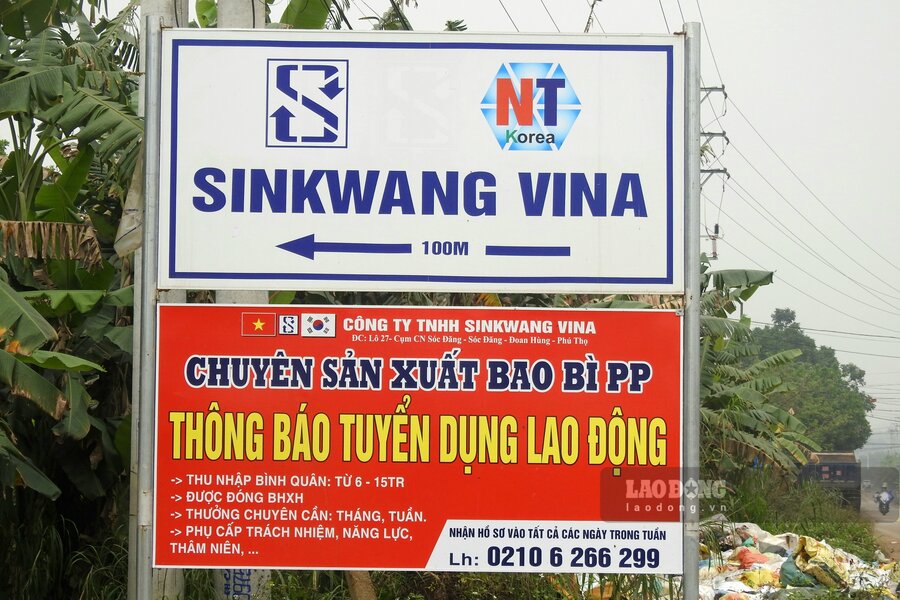 S
NT
Korea
SINKWANG VINA
100M
S
CÔNG TY TNHH SINKWANG VINA
ĐC: Lô 27- Cụm CN Sóc Đăng - Sóc Đăng - Đoan Hùng - Phú Thọ
CHUYÊN SẢN XUẤT BAO BÌ PP
THÔNG BÁO TUYỂN DỤNG LAO ĐỘNG
-> THU NHẬP BÌNH QUÂN: TỪ 6 - 15TR
-> ĐƯỢC ĐÓNG BHXH
-> THƯỞNG CHUYÊN CẦN: THÁNG, TUẦN.
-> PHỤ CẤP TRÁCH NHIỆM, NĂNG LỰC,
THÂM NIÊN, ...
NHẬN HỒ SƠ VÀO TẤT CẢ CÁC NGÀY TRONG TUẦN
Lh: 0210 6 266 299
LAO ĐỘNG
laodong.vn